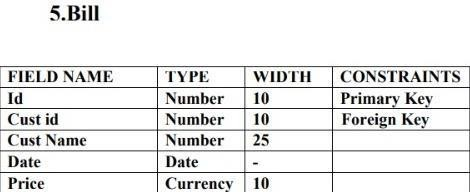 5.Bill
FIELD NAME TYPE WIDTH CONSTRAINTS
Id Number 10 Primary Key
Cust id Number 10 Foreign Key
Cust Name Number 25
Date Date -
Price Currency 10